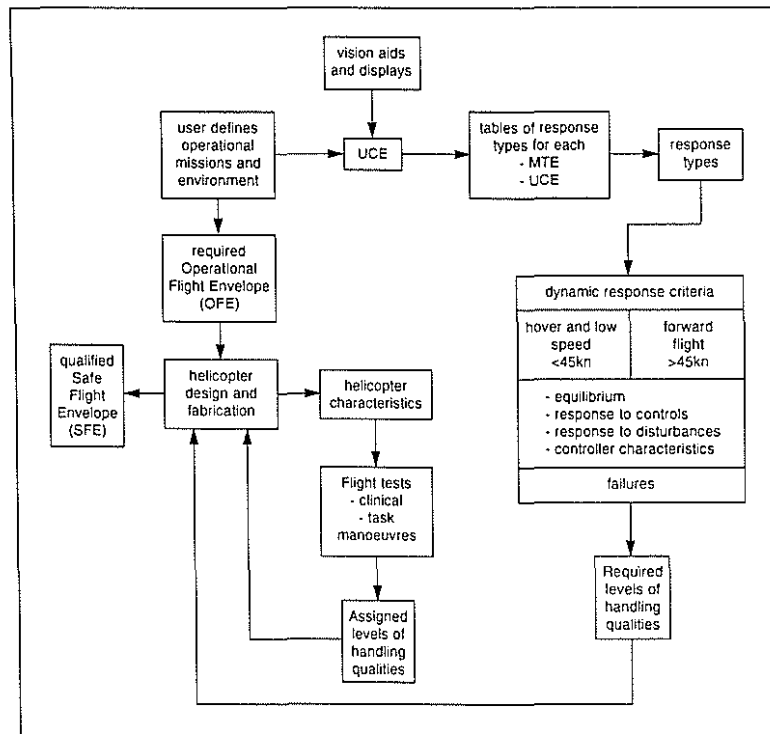 vision aids
and displays
user defines
operational
missions and
environment
UCE
tables of response
types for each
- MTE
- UCE
response
types
required
Operational
Flight Envelope
(OFE)
dynamic response criteria
hover and low
speed
<45kn
forward
flight
>45kn
- equilibrium
- response to controls
- response to disturbances
- controller characteristics
failures
qualified
Safe
Flight
Envelope
(SFE)
helicopter
design and
fabrication
helicopter
characteristics
Flight tests
- clinical
- task
manoeuvres
Assigned
levels of
handling
qualities
Required
levels of
handling
qualities